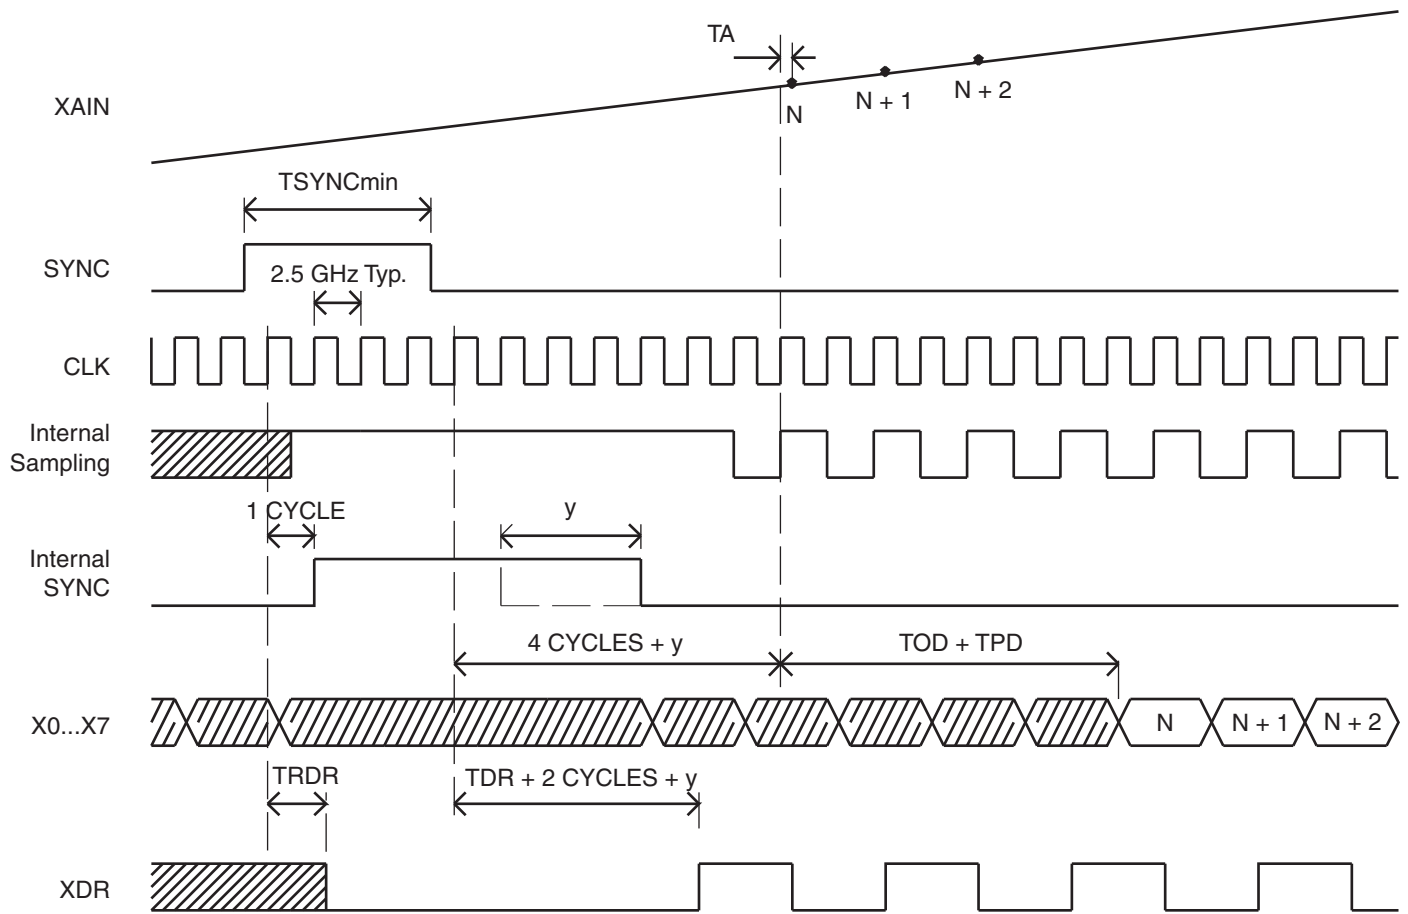 TA
XAIN
N
N + 1
N + 2
TSYNCmin
SYNC
2.5 GHz Typ.
CLK
Internal
Sampling
1 CYCLE
y
Internal
SYNC
4 CYCLES + y
TOD + TPD
X0...X7
N
N + 1
N + 2
TRDR
TDR + 2 CYCLES + y
XDR